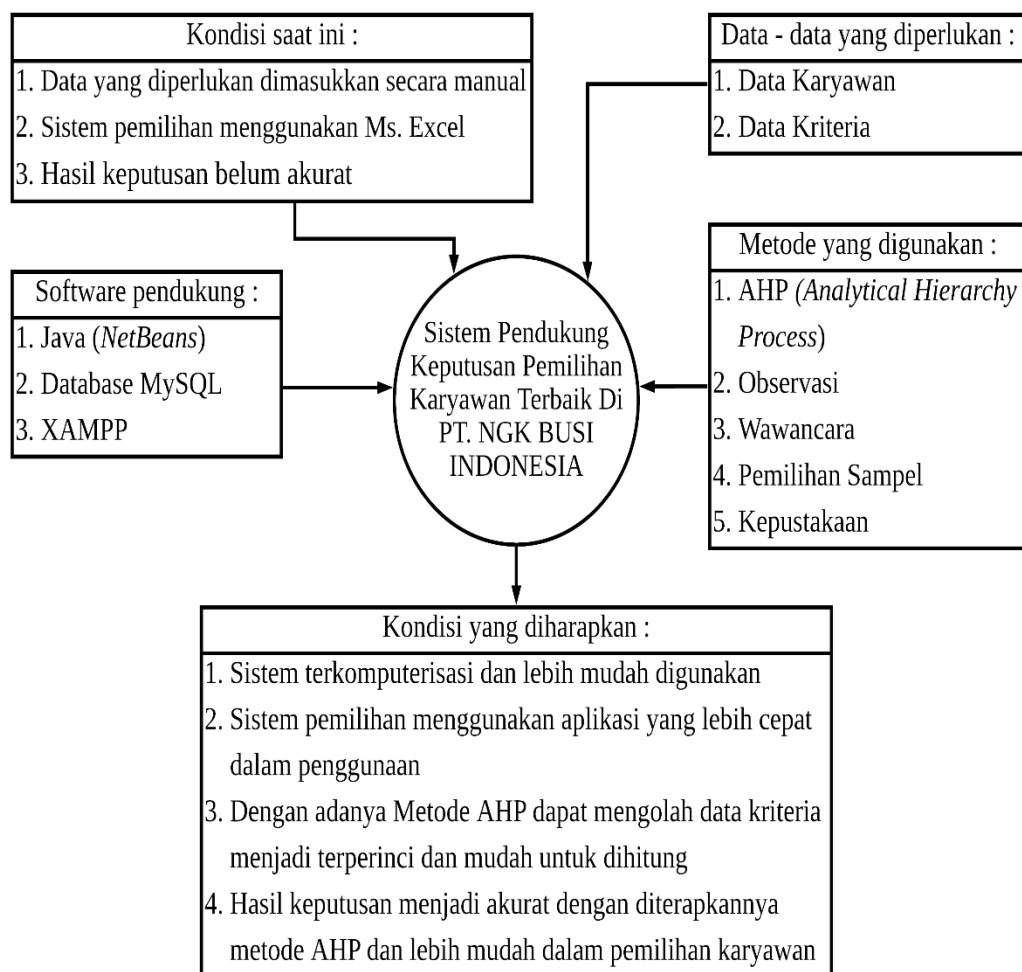 Kondisi saat ini :
1. Data yang diperlukan dimasukkan secara manual
2. Sistem pemilihan menggunakan Ms. Excel
3. Hasil keputusan belum akurat
Data - data yang diperlukan :
1. Data Karyawan
2. Data Kriteria
Software pendukung :
1. Java (NetBeans)
2. Database MySQL
3. XAMPP
Sistem Pendukung
Keputusan Pemilihan
Karyawan Terbaik Di
PT. NGK BUSI
INDONESIA
Metode yang digunakan :
1. AHP (Analytical Hierarchy
Process)
2. Observasi
3. Wawancara
4. Pemilihan Sampel
5. Kepustakaan
Kondisi yang diharapkan :
1. Sistem terkomputerisasi dan lebih mudah digunakan
2. Sistem pemilihan menggunakan aplikasi yang lebih cepat
dalam penggunaan
3. Dengan adanya Metode AHP dapat mengolah data kriteria
menjadi terperinci dan mudah untuk dihitung
4. Hasil keputusan menjadi akurat dengan diterapkannya
metode AHP dan lebih mudah dalam pemilihan karyawan